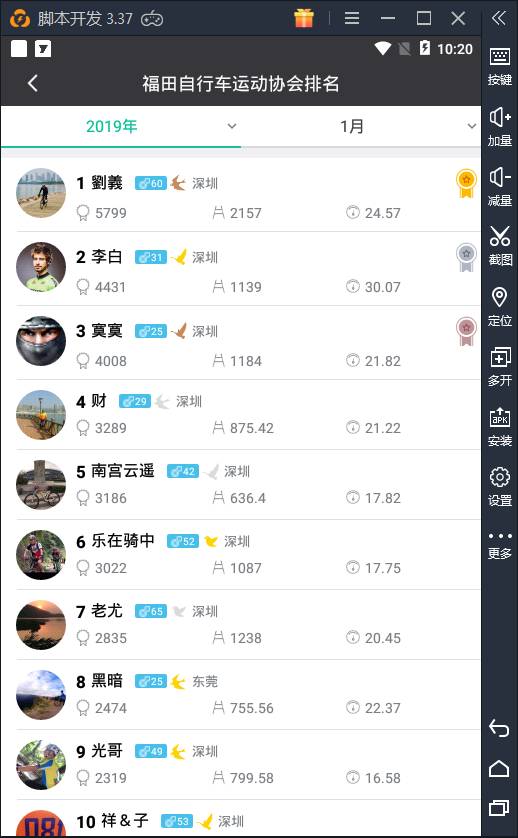 脚本开发 3.37
10:20
福田自行车运动协会排名
2019年 1月
1 劉義 60 深圳
5799 2157 24.57
2 李白 31 深圳
4431 1139 30.07
3 寞寞 25 深圳
4008 1184 21.82
4 财 29 深圳
3289 875.42 21.22
5 南宫云遥 42 深圳
3186 636.4 17.82
6 乐在骑中 52 深圳
3022 1087 17.75
7 老尤 65 深圳
2835 1238 20.45
8 黑暗 25 东莞
2474 755.56 22.37
9 光哥 49 深圳
2319 799.58 16.58
10 祥＆子 53 深圳
按键
加量
减量
截图
定位
多开
APK
安装
设置
更多